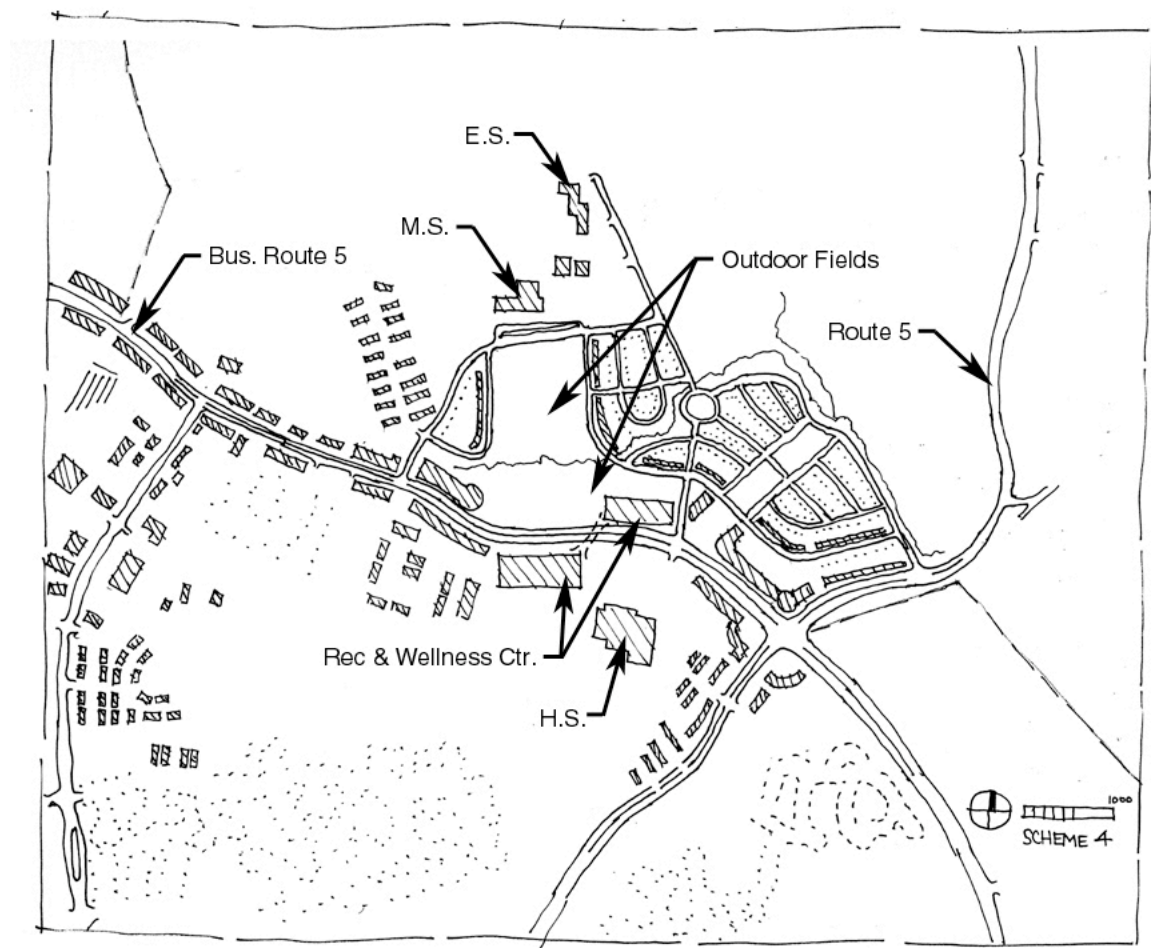 E.S.
M.S.
Bus. Route 5
Outdoor Fields
Route 5
Rec & Wellness Ctr.
H.S.
1000
SCHEME 4